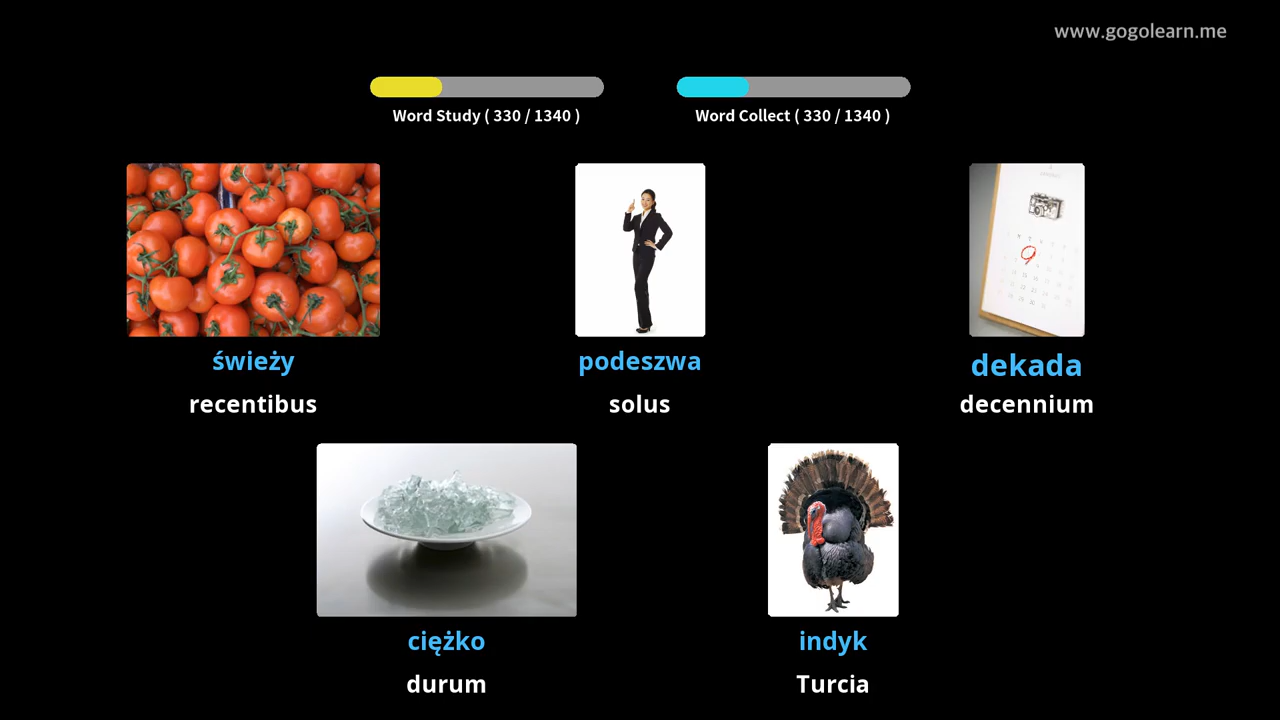 www.gogolearn.me
Word Study ( 330 / 1340 )
Word Collect ( 330 / 1340 )
świeży
recentibus
podeszwa
solus
dekada
decennium
ciężko
durum
indyk
Turcia